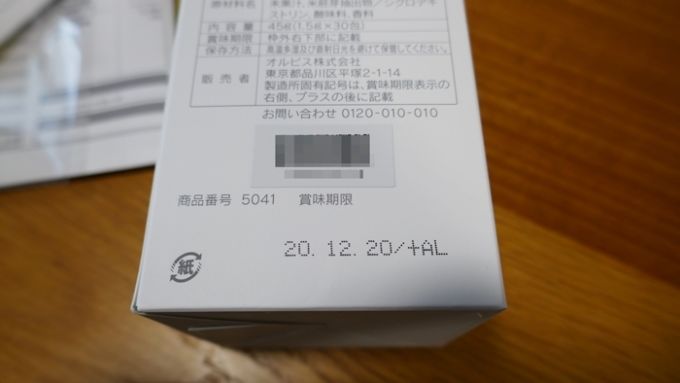 原材料名 米果汁、米胚芽抽出物／シクロデキ
ストリン、酸味料、香料
内容量 45g(1.5g×30包)
賞味期限 枠外右下部に記載
保存方法 高温多湿及び直射日光を避けて保管してください。
販売者 オルビス株式会社
東京都品川区平塚2-1-14
製造所固有記号は、賞味期限表示の
右側、プラスの後に記載
お問い合わせ 0120-010-010
商品番号 5041 賞味期限
20.12.20/+AL
紙